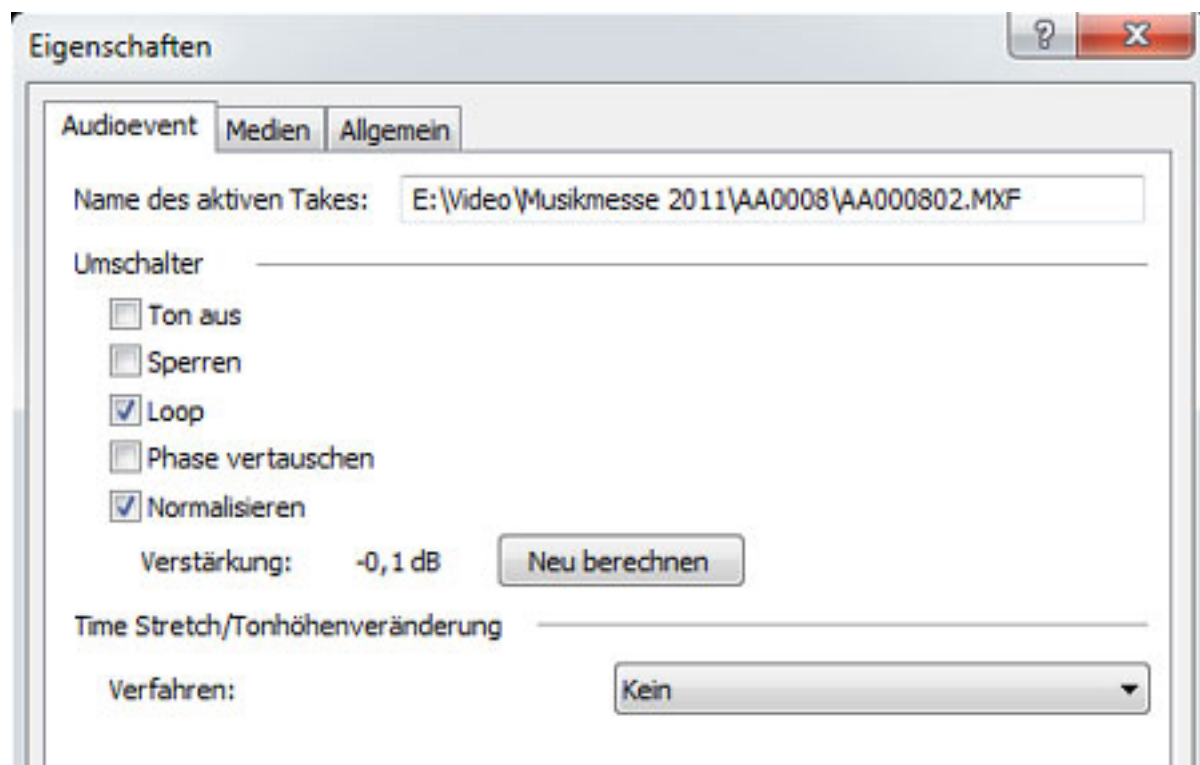 Eigenschaften
Audioevent Medien Allgemein
Name des aktiven Takes: E:\Video\Musikmesse 2011\AA0008\AA000802.MXF
Umschalter
Ton aus
Sperren
Loop
Phase vertauschen
Normalisieren
Verstärkung: -0,1 dB Neu berechnen
Time Stretch/Tonhöhenveränderung
Verfahren: Kein